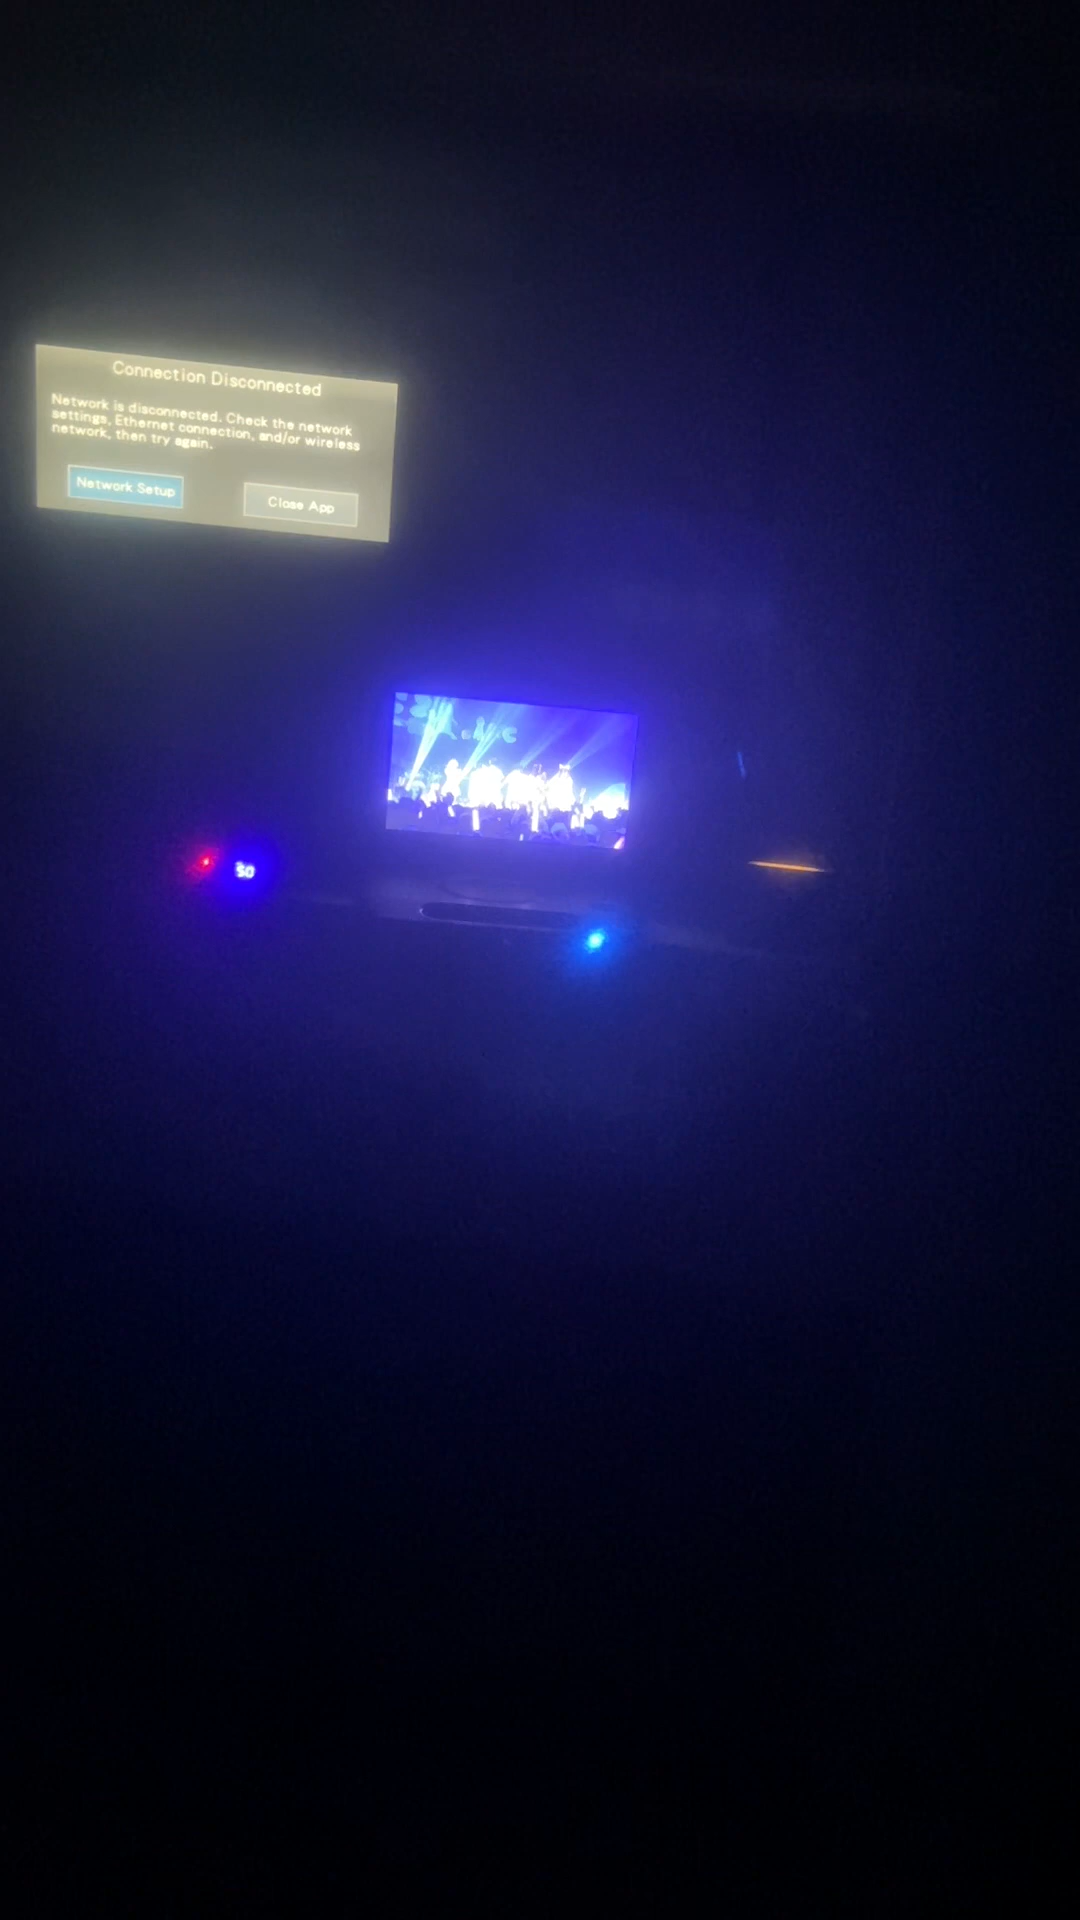 Connection Disconnected
Network is disconnected. Check the network
settings, Ethernet connection, and/or wireless
network, then try again.
Network Setup
Close App
50